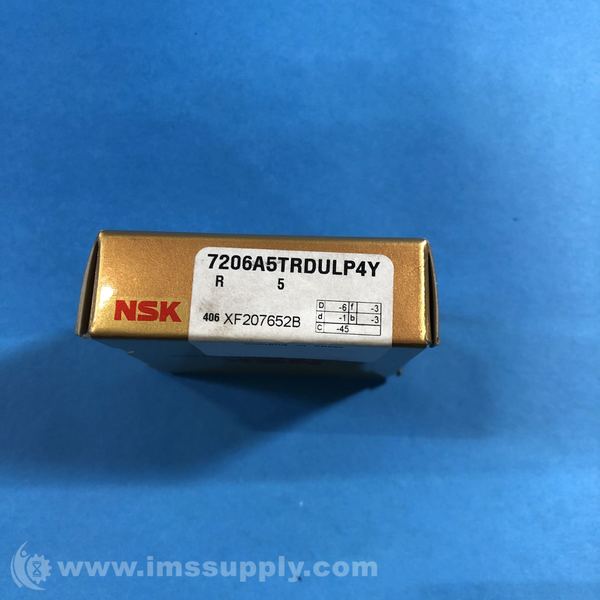 7206A5TRDULP4Y
R 5
NSK
406 XF207652B
D -6 f -3
d -1 b -3
C -45
www.imssupply.com